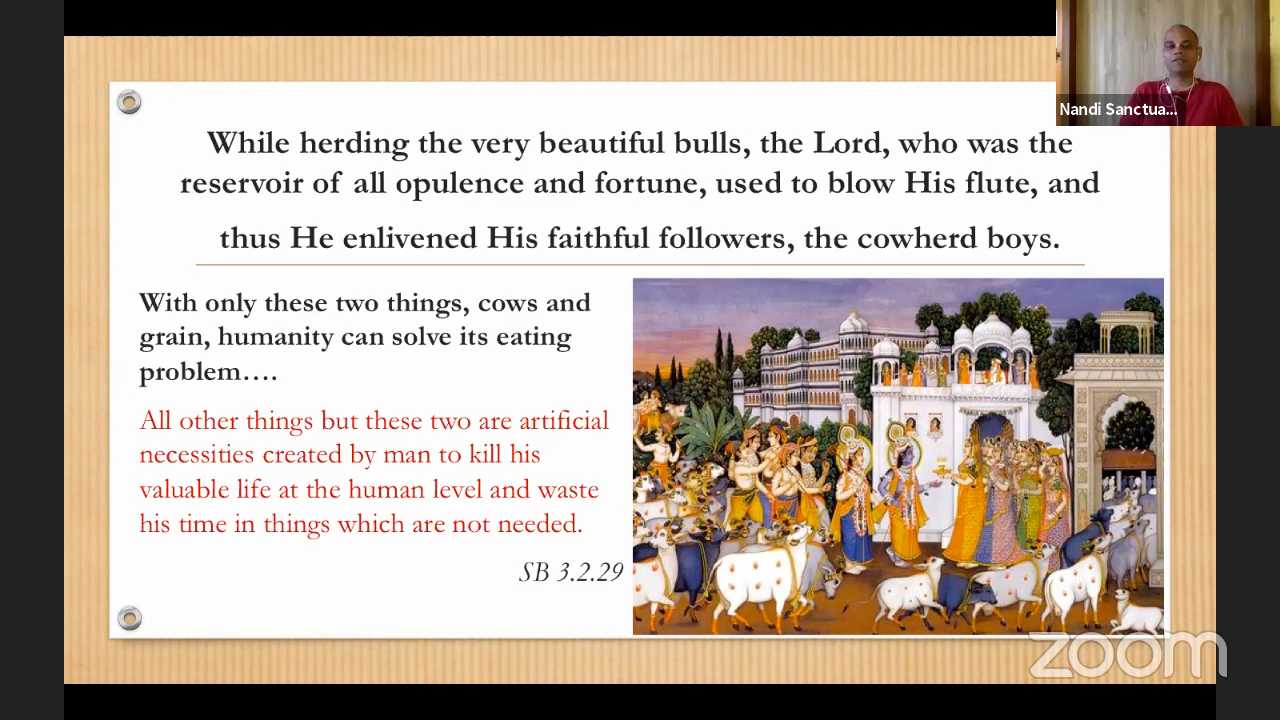 Nandi Sanctua...
While herding the very beautiful bulls, the Lord, who was the
reservoir of all opulence and fortune, used to blow His flute, and
thus He enlivened His faithful followers, the cowherd boys.
With only these two things, cows and
grain, humanity can solve its eating
problem….
All other things but these two are artificial
necessities created by man to kill his
valuable life at the human level and waste
his time in things which are not needed.
SB 3.2.29
zoom